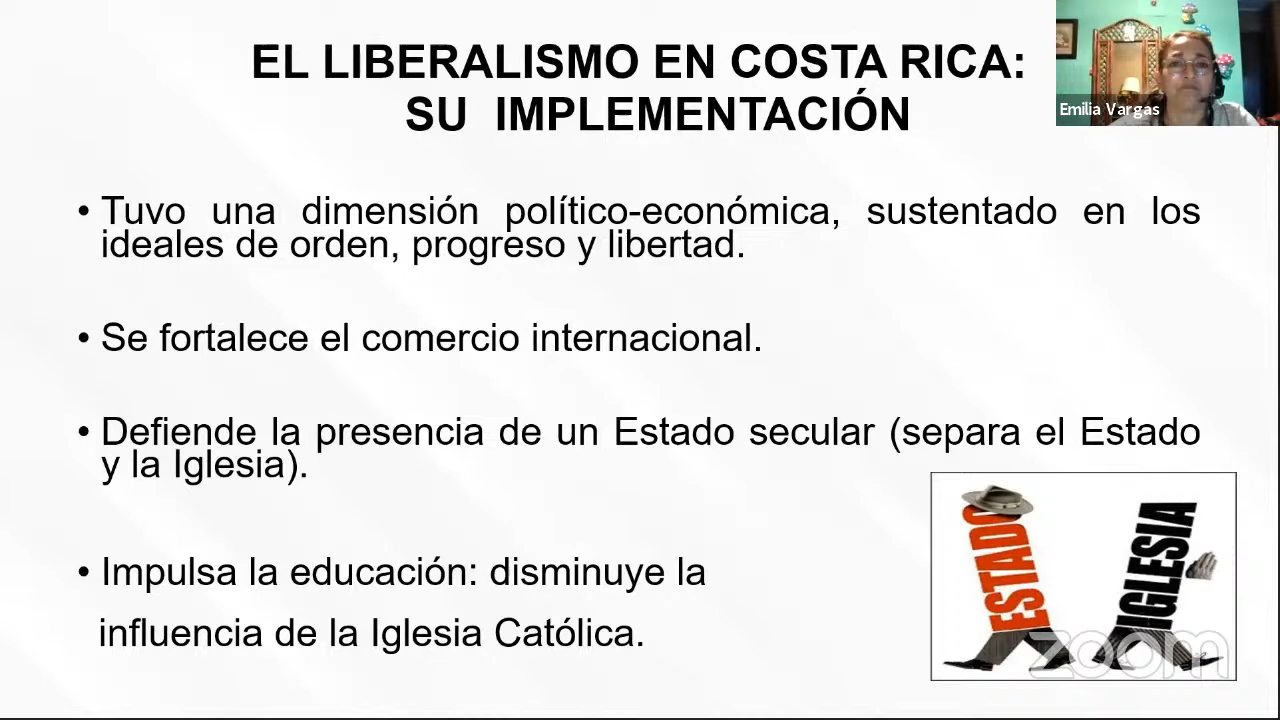 EL LIBERALISMO EN COSTA RICA:
SU IMPLEMENTACIÓN
Emilia Vargas
• Tuvo una dimensión político-económica, sustentado en los
ideales de orden, progreso y libertad.
• Se fortalece el comercio internacional.
• Defiende la presencia de un Estado secular (separa el Estado
y la Iglesia).
• Impulsa la educación: disminuye la
influencia de la Iglesia Católica.
ESTADO
IGLESIA
zoom